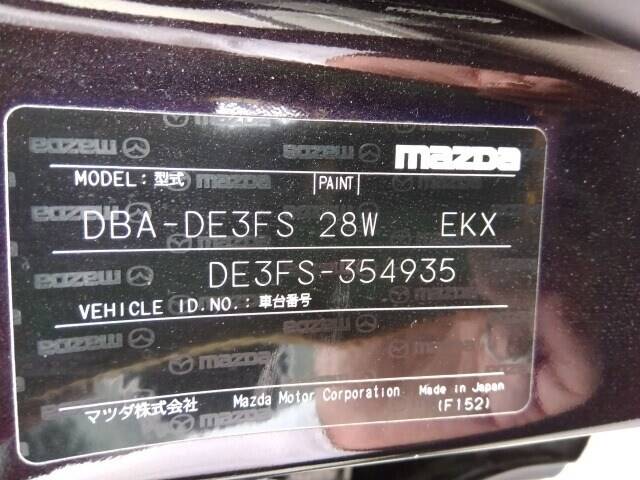 mazda
MODEL: 型式 PAINT
DBA-DE3FS 28W EKX
DE3FS-354935
VEHICLE ID.NO.: 車台番号
マツダ株式会社 Mazda Motor Corporation Made in Japan
(F152)